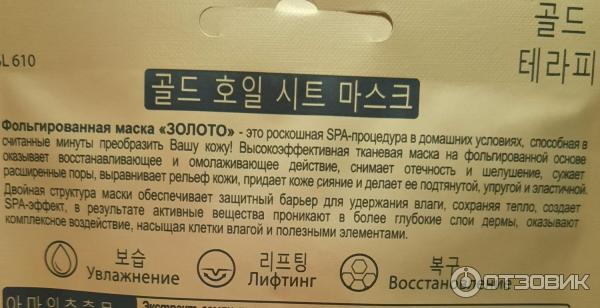 골드
테라피
L 610
골드 호일 시트 마스크
Фольгированная маска «ЗОЛОТО» - это роскошная SPA-процедура в домашних условиях, способная в
считанные минуты преобразить Вашу кожу! Высокоэффективная тканевая маска на фольгированной основе
оказывает восстанавливающее и омолаживающее действие, снимает отечность и шелушение, сужает
расширенные поры, выравнивает рельеф кожи, придает коже сияние и делает ее подтянутой, упругой и эластичной.
Двойная структура маски обеспечивает защитный барьер для удержания влаги, сохраняя тепло, создает
SPA-эффект, в результате активные вещества проникают в более глубокие слои дермы, оказывают
комплексное воздействие, насыщая клетки влагой и полезными элементами.
보습 리프팅 복구
Увлажнение Лифтинг Восстановление
ОТЗОВИК